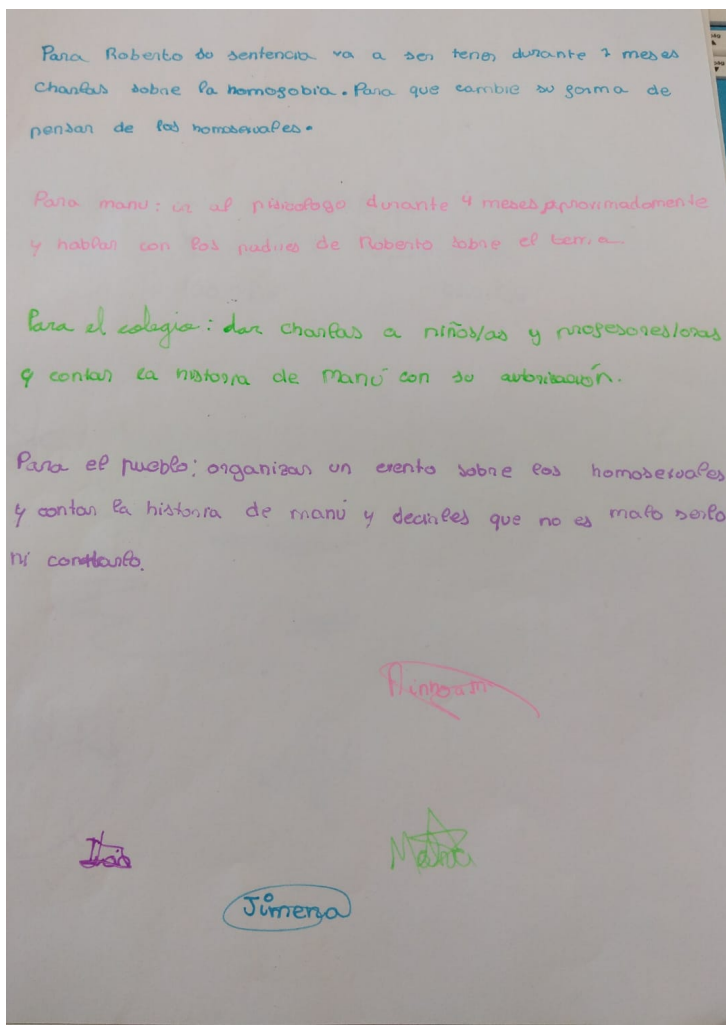 Para Roberto su sentencia va a ser tener durante 7 meses
charlas sobre la homofobia. Para que cambie su forma de
pensar de los homosexuales.
Para manu: ir al psicologo durante 4 meses aproximadamente
y hablar con los padres de Roberto sobre el tema.
Para el colegio: dar charlas a niños/as y profesores/oras
y contar la historia de manú con su autorización.
Para el pueblo: organizar un evento sobre los homosexuales
y contar la historia de manú y decirles que no es malo serlo
ni contarlo.
Jimena